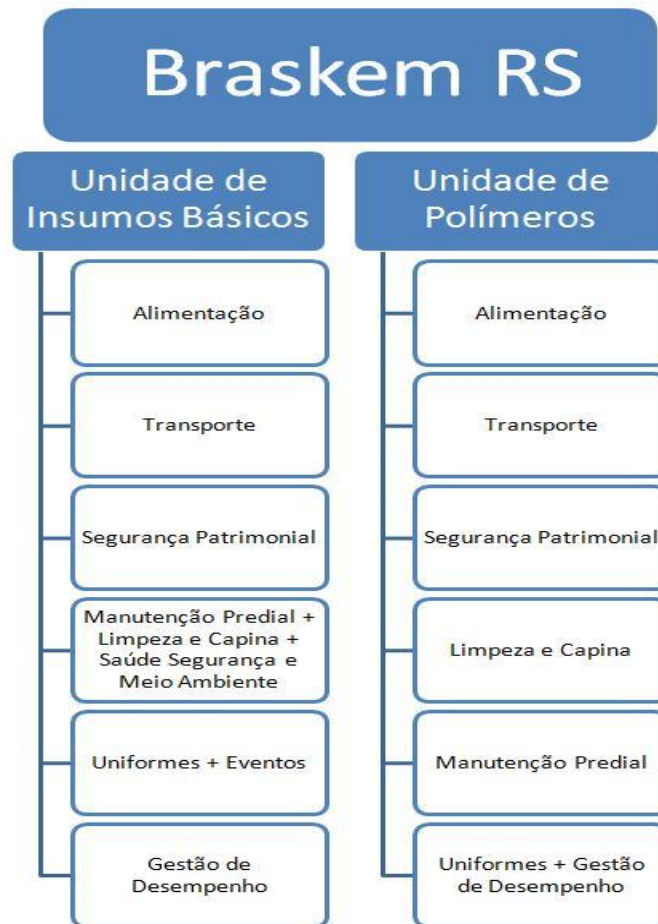 Braskem RS
Unidade de
Insumos Básicos
Alimentação
Transporte
Segurança Patrimonial
Manutenção Predial +
Limpeza e Capina +
Saúde Segurança e
Meio Ambiente
Uniformes + Eventos
Gestão de
Desempenho
Unidade de
Polímeros
Alimentação
Transporte
Segurança Patrimonial
Limpeza e Capina
Manutenção Predial
Uniformes + Gestão
de Desempenho